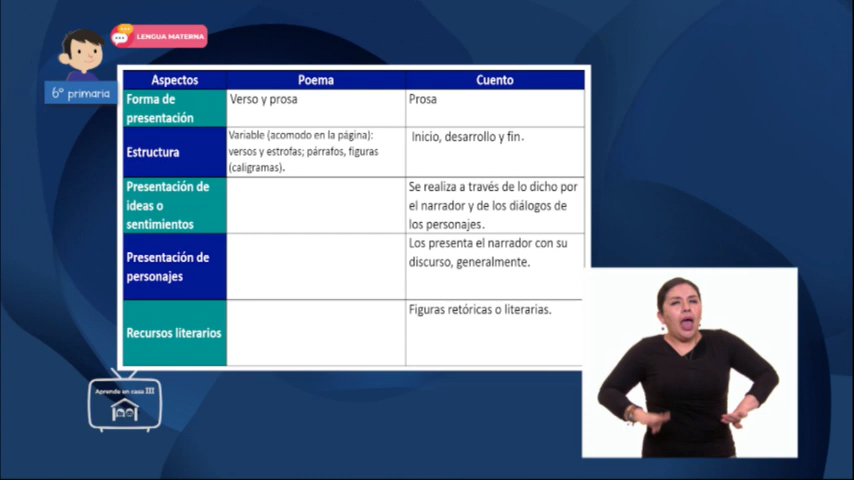 LENGUA MATERNA
6° primaria
Aspectos Poema Cuento
Forma de presentación Verso y prosa Prosa
Estructura Variable (acomodo en la página): versos y estrofas; párrafos, figuras (caligramas). Inicio, desarrollo y fin.
Presentación de ideas o sentimientos Se realiza a través de lo dicho por el narrador y de los diálogos de los personajes.
Presentación de personajes Los presenta el narrador con su discurso, generalmente.
Recursos literarios Figuras retóricas o literarias.
Aprende en casa III